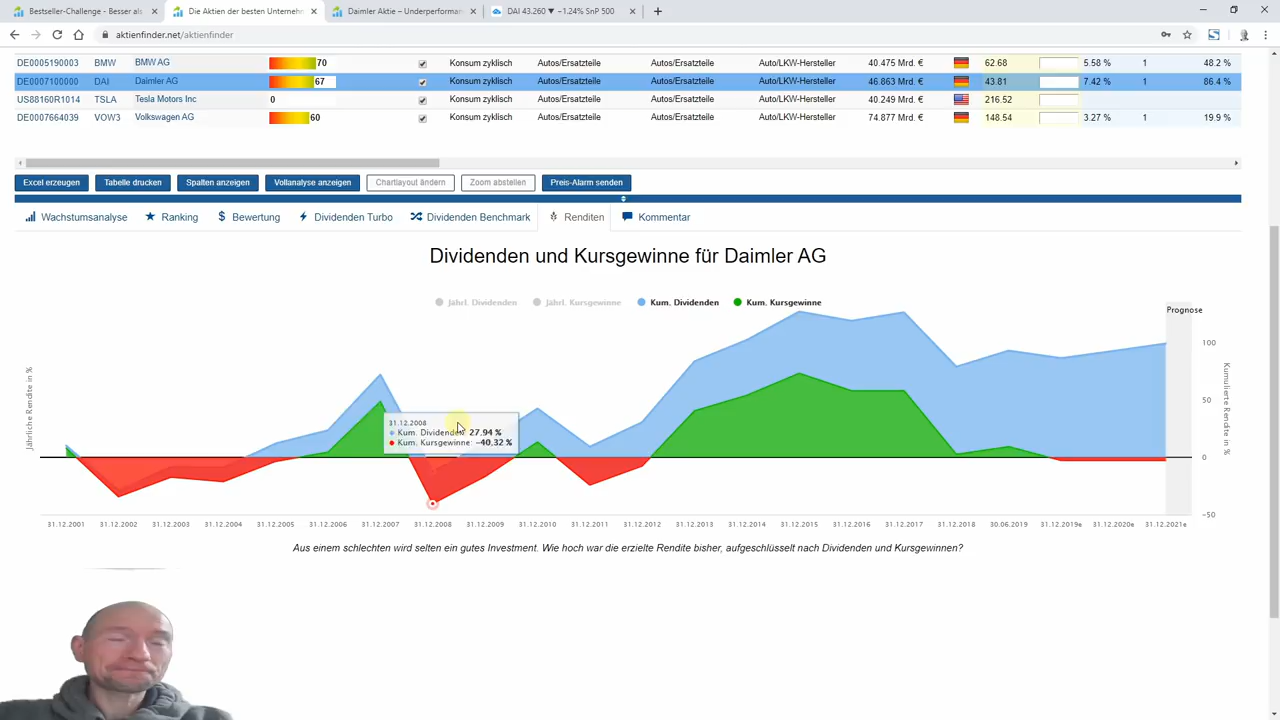 Bestseller-Challenge - Besser als
Die Aktien der besten Unternehm
Daimler Aktie – Underperforman
DAI 43.260 ▼ −1.24% SnP 500
aktienfinder.net/aktienfinder
DE0005190003 BMW BMW AG 70 Konsum zyklisch Autos/Ersatzteile Autos/Ersatzteile Auto/LKW-Hersteller 40.475 Mrd. € 62.68 5.58 % 1 48.2 %
DE0007100000 DAI Daimler AG 67 Konsum zyklisch Autos/Ersatzteile Autos/Ersatzteile Auto/LKW-Hersteller 46.863 Mrd. € 43.81 7.42 % 1 86.4 %
US88160R1014 TSLA Tesla Motors Inc 0 Konsum zyklisch Autos/Ersatzteile Autos/Ersatzteile Auto/LKW-Hersteller 40.249 Mrd. € 216.52
DE0007664039 VOW3 Volkswagen AG 60 Konsum zyklisch Autos/Ersatzteile Autos/Ersatzteile Auto/LKW-Hersteller 74.877 Mrd. € 148.54 3.27 % 1 19.9 %
Excel erzeugen Tabelle drucken Spalten anzeigen Vollanalyse anzeigen Chartlayout ändern Zoom abstellen Preis-Alarm senden
Wachstumsanalyse Ranking Bewertung Dividenden Turbo Dividenden Benchmark Renditen Kommentar
Dividenden und Kursgewinne für Daimler AG
Jährl. Dividenden Jährl. Kursgewinne Kum. Dividenden Kum. Kursgewinne
Prognose
Jährliche Rendite in %
Kumulierte Rendite in %
100
50
0
−50
31.12.2008
Kum. Dividenden: 27.94 %
Kum. Kursgewinne: −40,32 %
31.12.2001 31.12.2002 31.12.2003 31.12.2004 31.12.2005 31.12.2006 31.12.2007 31.12.2008 31.12.2009 31.12.2010 31.12.2011 31.12.2012 31.12.2013 31.12.2014 31.12.2015 31.12.2016 31.12.2017 31.12.2018 30.06.2019 31.12.2019e 31.12.2020e 31.12.2021e
Aus einem schlechten wird selten ein gutes Investment. Wie hoch war die erzielte Rendite bisher, aufgeschlüsselt nach Dividenden und Kursgewinnen?